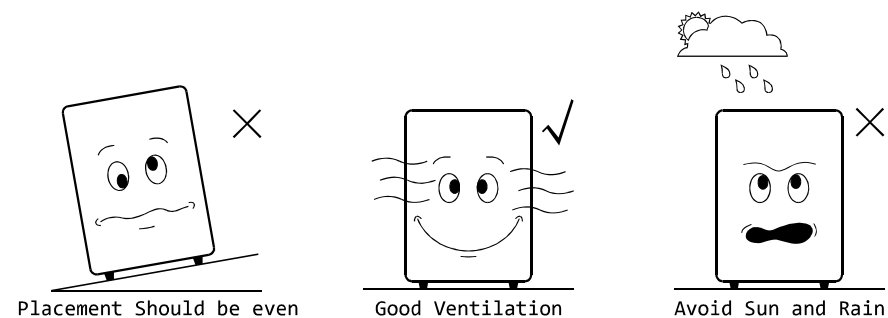 Placement Should be even
Good Ventilation
Avoid Sun and Rain